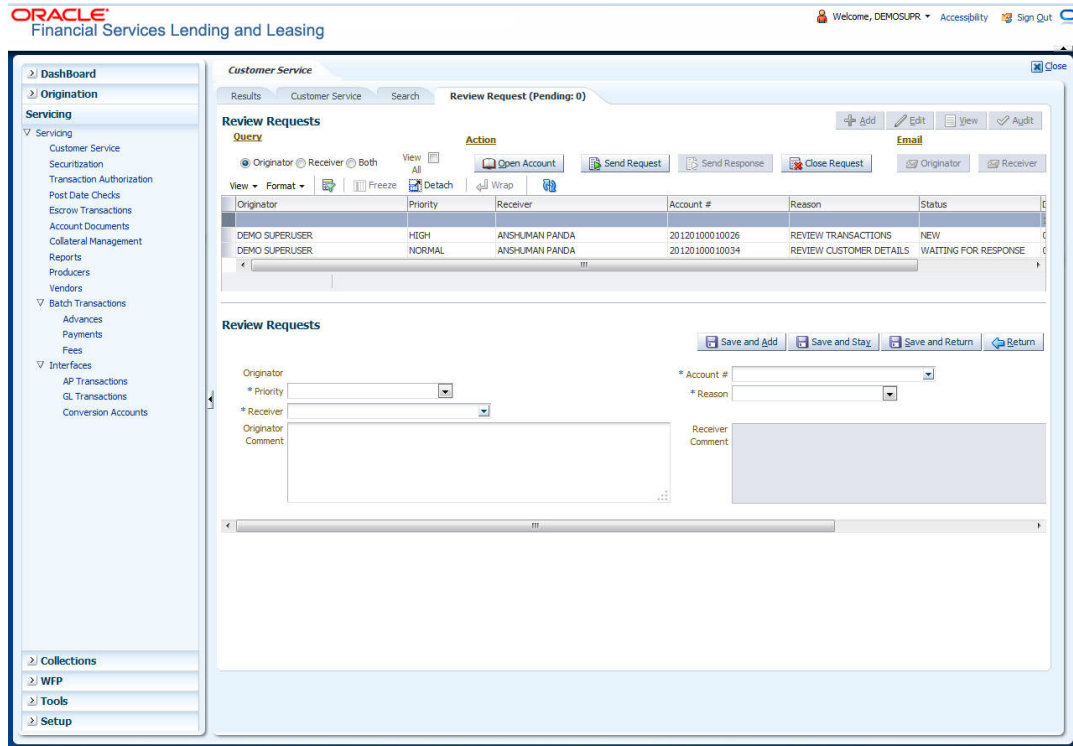 ORACLE
Financial Services Lending and Leasing
Welcome, DEMOSUPR Accessibility Sign Out
Close
DashBoard
Origination
Servicing
Servicing
Customer Service
Securitization
Transaction Authorization
Post Date Checks
Escrow Transactions
Account Documents
Collateral Management
Reports
Producers
Vendors
Batch Transactions
Advances
Payments
Fees
Interfaces
AP Transactions
GL Transactions
Conversion Accounts
Collections
WFP
Tools
Setup
Customer Service
Results Customer Service Search Review Request (Pending: 0)
Review Requests
Add Edit View Audit
Query Action Email
Originator Receiver Both View All Open Account Send Request Send Response Close Request Originator Receiver
View Format Freeze Detach Wrap
Originator Priority Receiver Account # Reason Status
DEMO SUPERUSER HIGH ANSHUMAN PANDA 20120100010026 REVIEW TRANSACTIONS NEW
DEMO SUPERUSER NORMAL ANSHUMAN PANDA 20120100010034 REVIEW CUSTOMER DETAILS WAITING FOR RESPONSE
Review Requests
Save and Add Save and Stay Save and Return Return
Originator
* Priority
* Receiver
Originator
Comment
* Account #
* Reason
Receiver
Comment